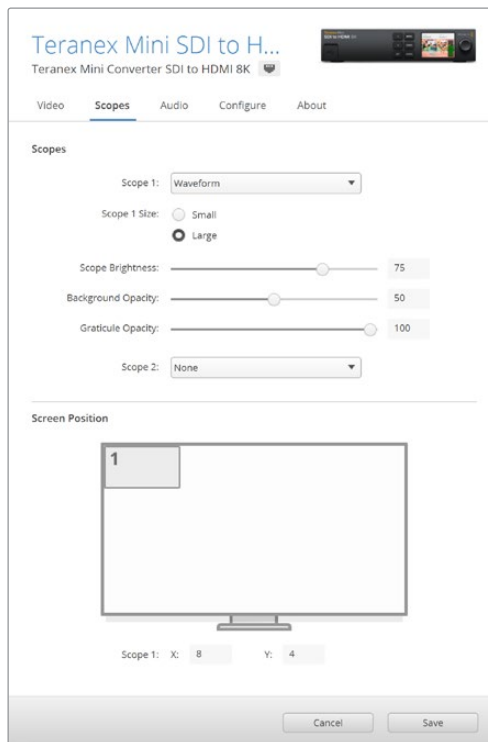 Teranex Mini SDI to H...
Teranex Mini Converter SDI to HDMI 8K
Video Scopes Audio Configure About
Scopes
Scope 1: Waveform
Scope 1 Size: Small
Large
Scope Brightness: 75
Background Opacity: 50
Graticule Opacity: 100
Scope 2: None
Screen Position
1
Scope 1: X: 8 Y: 4
Cancel Save